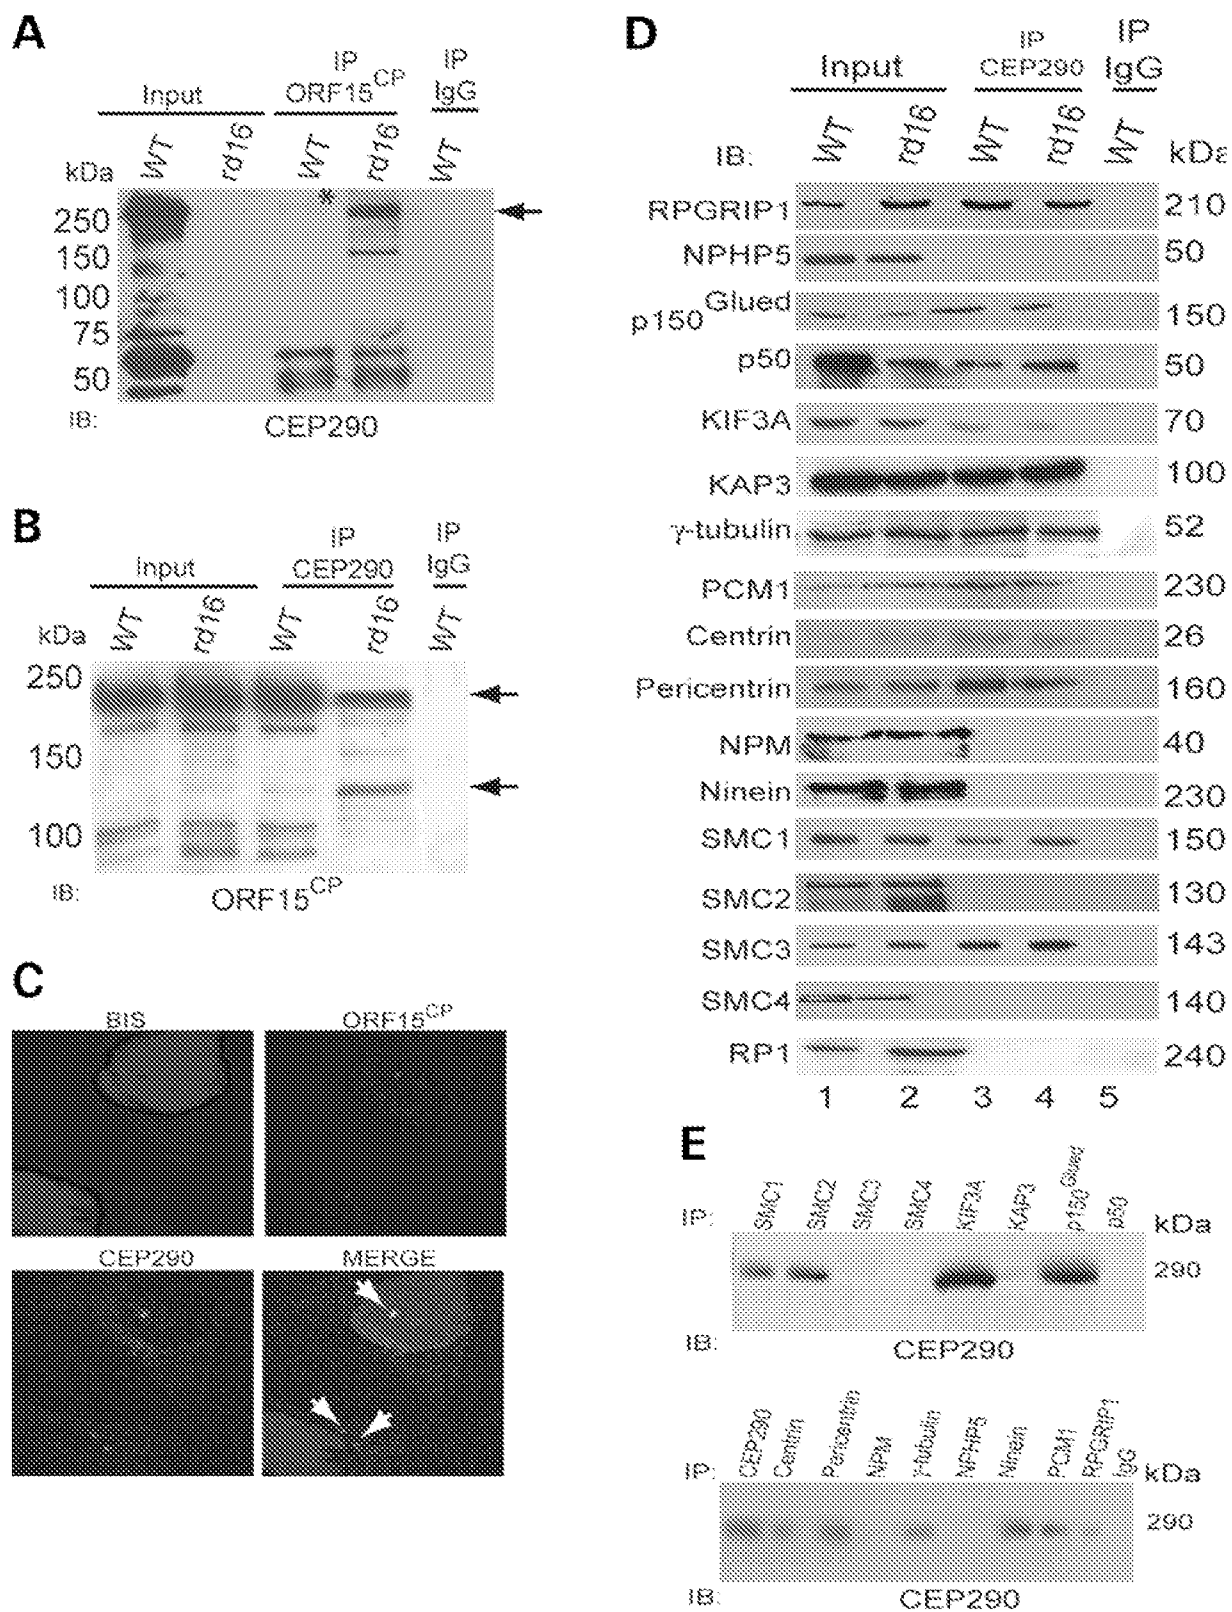 A
Input
IP
ORF15CP
IP
IgG
WT
rd16
WT
rd16
WT
kDa
*
250
150
100
75
50
IB:
CEP290
B
Input
IP
CEP290
IP
IgG
WT
rd16
WT
rd16
WT
kDa
250
150
100
IB:
ORF15CP
C
BIS
ORF15CP
CEP290
MERGE
D
Input
IP
CEP290
IP
IgG
IB:
WT
rd16
WT
rd16
WT
kDa
RPGRIP1 210
NPHP5 50
p150Glued 150
p50 50
KIF3A 70
KAP3 100
γ-tubulin 52
PCM1 230
Centrin 26
Pericentrin 160
NPM 40
Ninein 230
SMC1 150
SMC2 130
SMC3 143
SMC4 140
RP1 240
1 2 3 4 5
E
IP: SMC1 SMC2 SMC3 SMC4 KIF3A KAP3 p150Glued p50 kDa
290
IB:
CEP290
IP: CEP290 Centrin Pericentrin NPM γ-tubulin NPHP5 Ninein PCM1 RPGRIP1 IgG kDa
290
IB:
CEP290